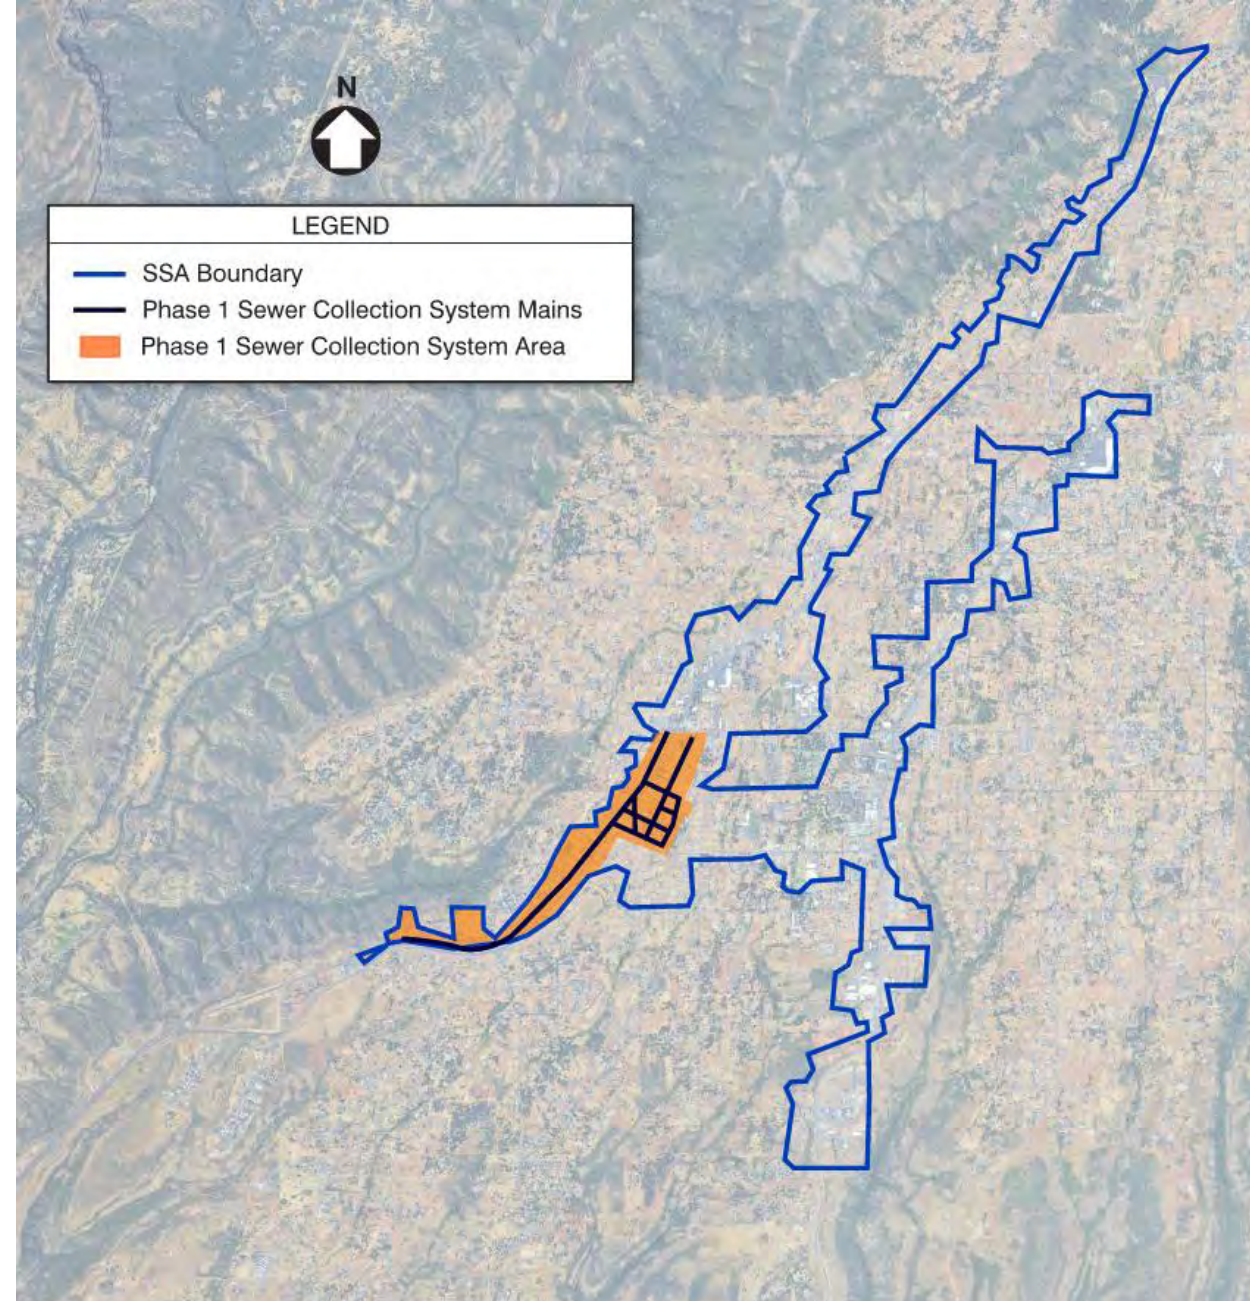 N
LEGEND
SSA Boundary
Phase 1 Sewer Collection System Mains
Phase 1 Sewer Collection System Area